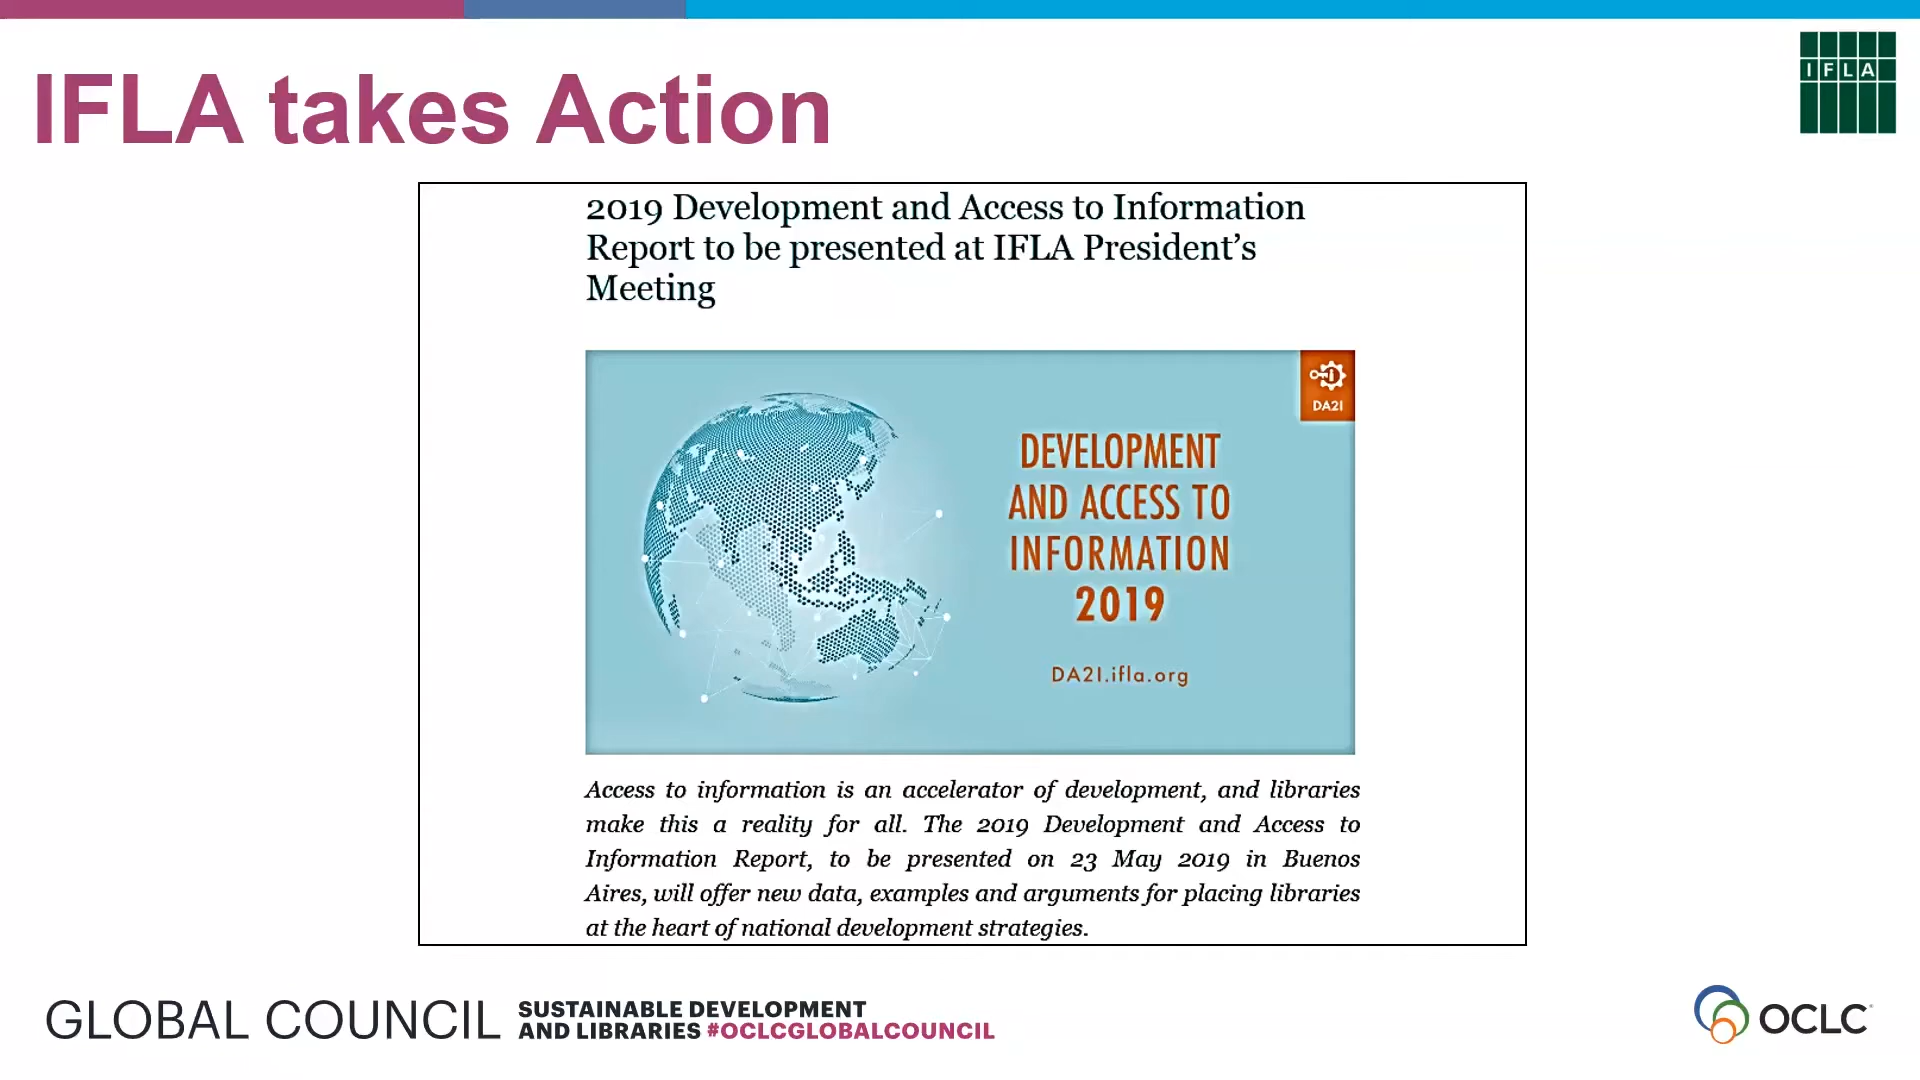 IFLA takes Action
IFLA
2019 Development and Access to Information
Report to be presented at IFLA President’s
Meeting
DA2I
DEVELOPMENT
AND ACCESS TO
INFORMATION
2019
DA2I.ifla.org
Access to information is an accelerator of development, and libraries
make this a reality for all. The 2019 Development and Access to
Information Report, to be presented on 23 May 2019 in Buenos
Aires, will offer new data, examples and arguments for placing libraries
at the heart of national development strategies.
GLOBAL COUNCIL
SUSTAINABLE DEVELOPMENT
AND LIBRARIES #OCLCGLOBALCOUNCIL
OCLC